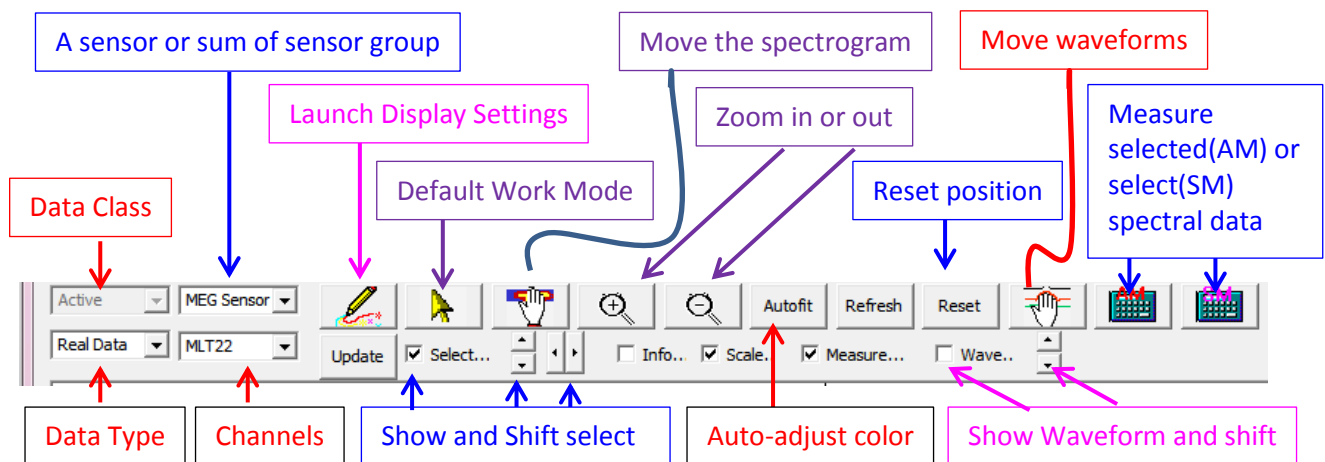 A sensor or sum of sensor group
Move the spectrogram
Move waveforms
Launch Display Settings
Zoom in or out
Measure
selected(AM) or
select(SM)
spectral data
Default Work Mode
Reset position
Data Class
Active
MEG Sensor
Autofit
Refresh
Reset
AM
SM
Real Data
MLT22
Update
Select...
Info...
Scale..
Measure...
Wave..
Data Type
Channels
Show and Shift select
Auto-adjust color
Show Waveform and shift